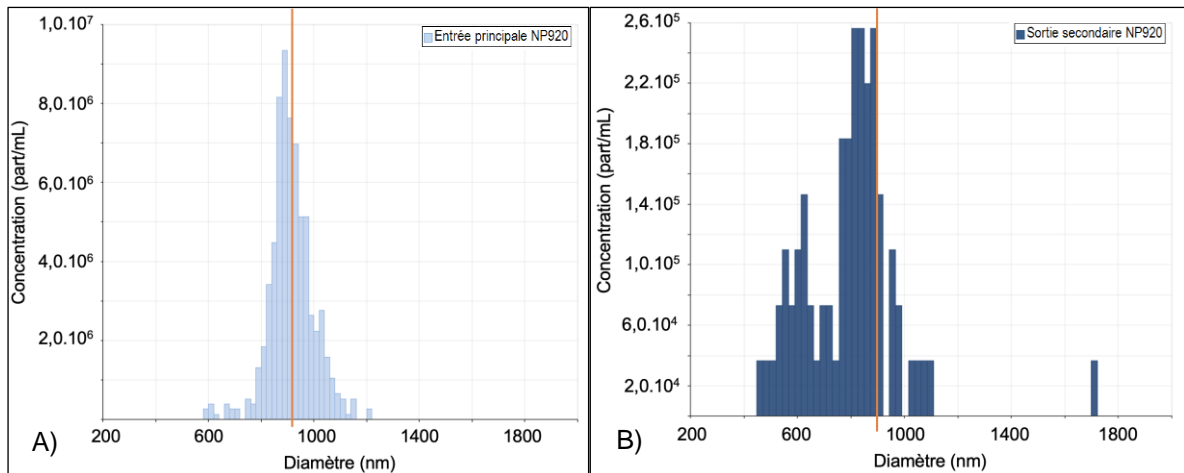 1,0.10⁷
8,0.10⁶
6,0.10⁶
4,0.10⁶
2,0.10⁶
Concentration (part/mL)
Entrée principale NP920
200 600 1000 1400 1800
Diamètre (nm)
A)
2,6.10⁵
2,2.10⁵
1,8.10⁵
1,4.10⁵
1,0.10⁵
6,0.10⁴
2,0.10⁴
Concentration (part/mL)
Sortie secondaire NP920
200 600 1000 1400 1800
Diamètre (nm)
B)